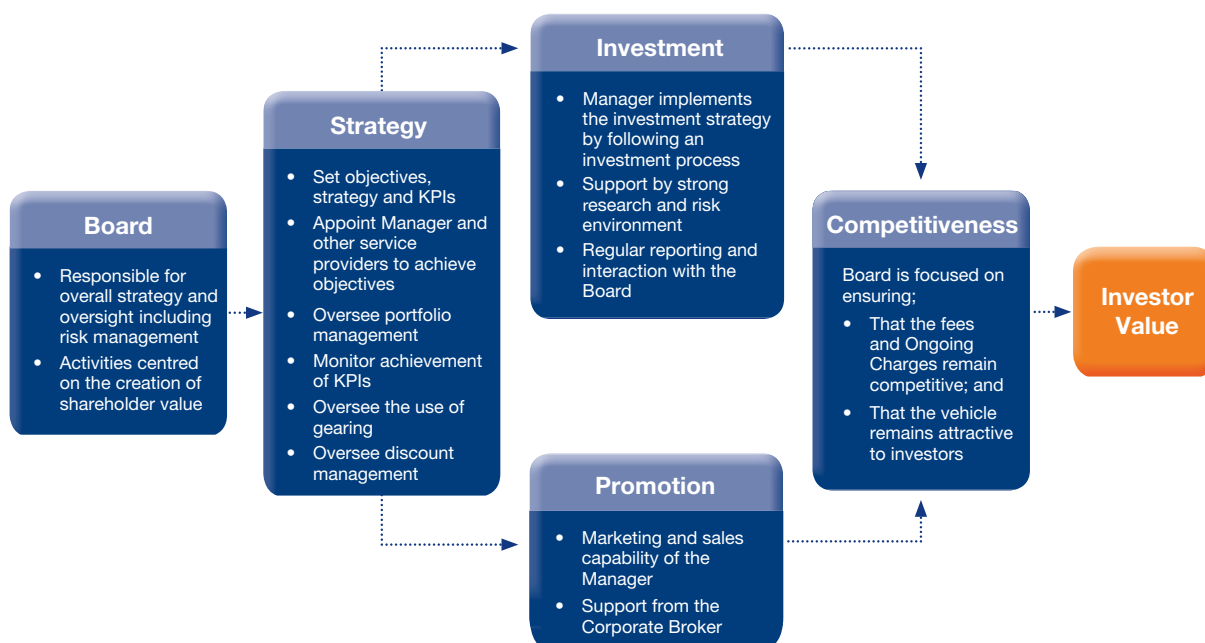 Board
• Responsible for
overall strategy and
oversight including
risk management
• Activities centred
on the creation of
shareholder value
Strategy
• Set objectives,
strategy and KPIs
• Appoint Manager and
other service
providers to achieve
objectives
• Oversee portfolio
management
• Monitor achievement
of KPIs
• Oversee the use of
gearing
• Oversee discount
management
Investment
• Manager implements
the investment strategy
by following an
investment process
• Support by strong
research and risk
environment
• Regular reporting and
interaction with the
Board
Promotion
• Marketing and sales
capability of the
Manager
• Support from the
Corporate Broker
Competitiveness
Board is focused on
ensuring;
• That the fees
and Ongoing
Charges remain
competitive; and
• That the vehicle
remains attractive
to investors
Investor
Value